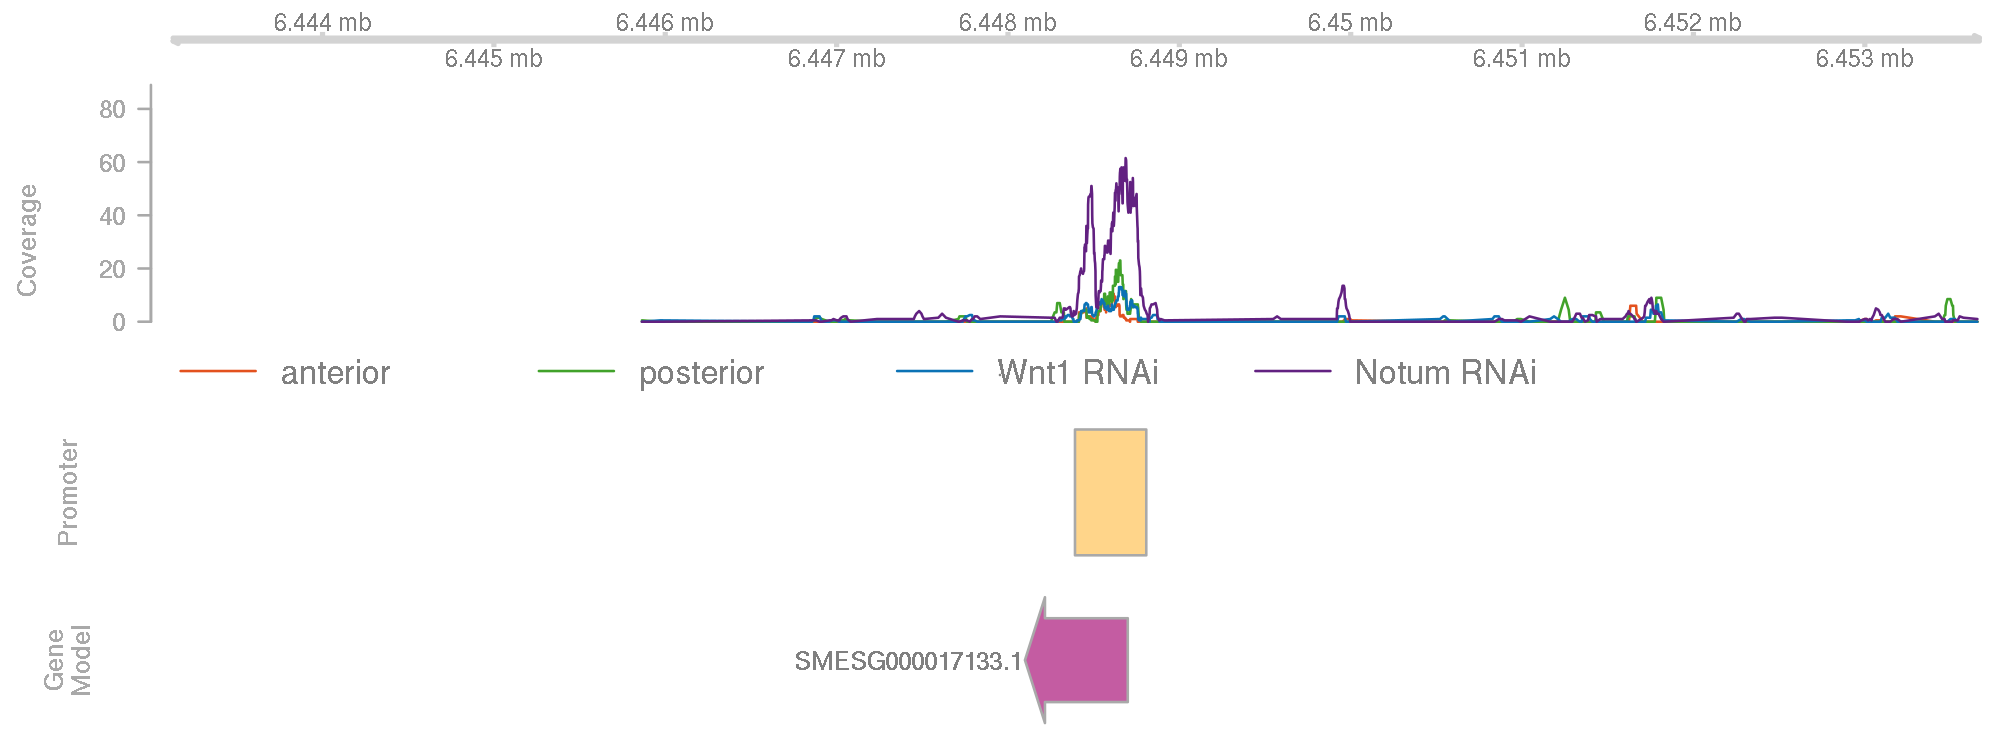 6.444 mb 6.446 mb 6.448 mb 6.45 mb 6.452 mb
6.445 mb 6.447 mb 6.449 mb 6.451 mb 6.453 mb
Coverage
80
60
40
20
0
anterior posterior Wnt1 RNAi Notum RNAi
Promoter
Gene
Model
SMESG000017133.1